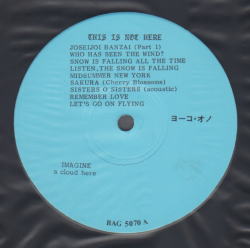 THIS IS NOT HERE
JOSEIJOI BANZAI (Part 1)
WHO HAS SEEN THE WIND?
SNOW IS FALLING ALL THE TIME
LISTEN,THE SNOW IS FALLING
MIDSUMMER NEW YORK
SAKURA (Cherry Blossoms)
SISTERS O SISTERS (acoustic)
REMEMBER LOVE
LET'S GO ON FLYING
ヨーコ・オノ
IMAGINE
a cloud here
BAG 5070 A